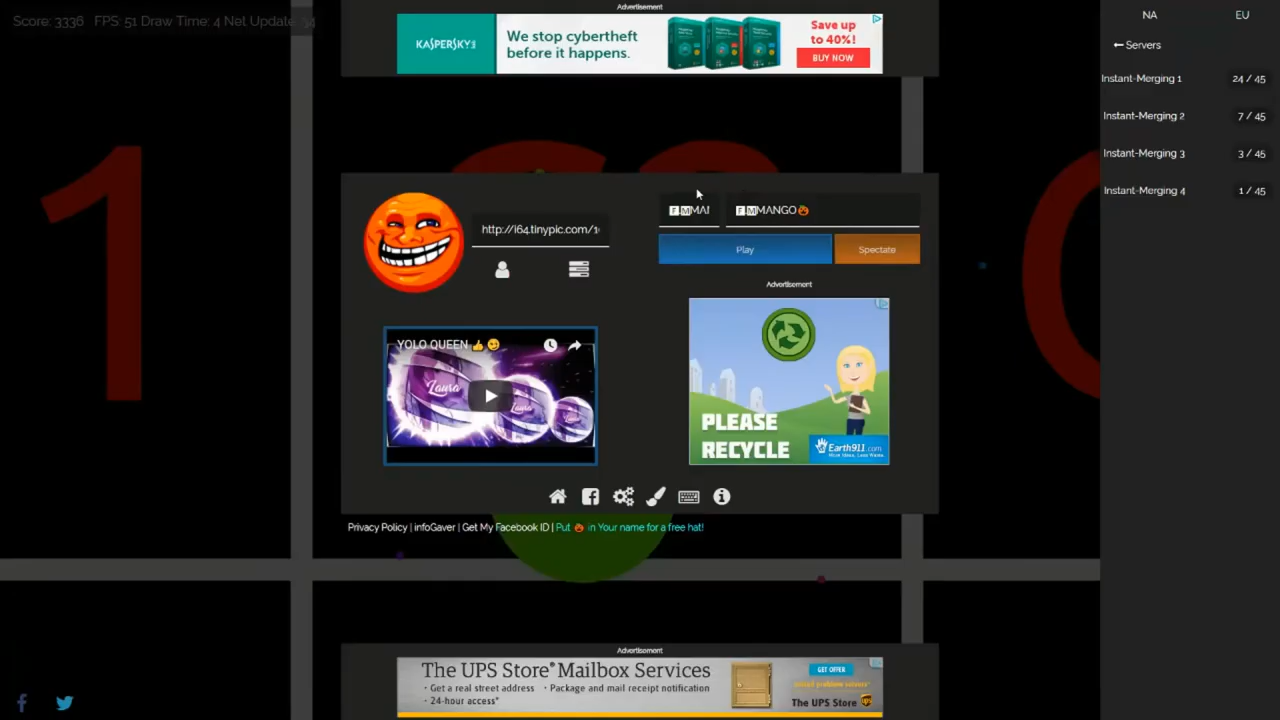 Score: 3336 FPS: 51 Draw Time: 4 Net Update: 34
Advertisement
KASPERSKY
We stop cybertheft
before it happens.
Save up
to 40%!
BUY NOW
NA EU
Servers
Instant-Merging 1 24 / 45
Instant-Merging 2 7 / 45
Instant-Merging 3 3 / 45
Instant-Merging 4 1 / 45
1
http://i64.tinypic.com/1
F.MMAI
F.MMANGO🎃
Play
Spectate
Advertisement
YOLO QUEEN 👍😏
Laura
Laura
PLEASE
RECYCLE
Earth911.com
Privacy Policy | infoGaver | Get My Facebook ID | Put 🎃 in Your name for a free hat!
Advertisement
The UPS Store® Mailbox Services
· Get a real street address · Package and mail receipt notification
· 24-hour access*
GET OFFER
The UPS Store